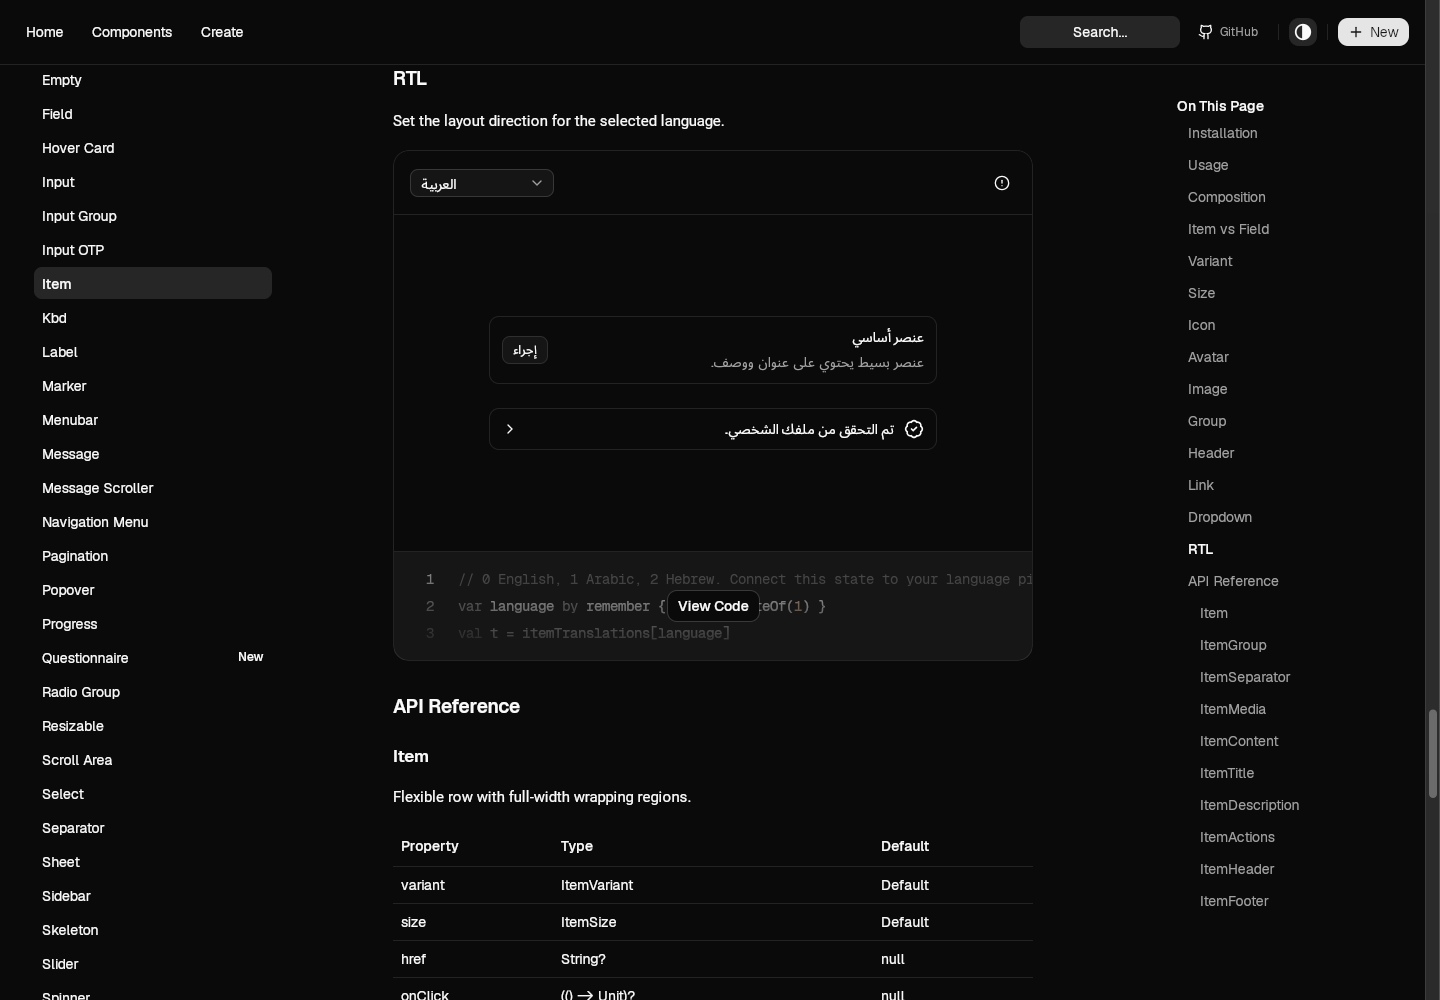 Home
Components
Create
Search...
GitHub
New
Empty
Field
Hover Card
Input
Input Group
Input OTP
Item
Kbd
Label
Marker
Menubar
Message
Message Scroller
Navigation Menu
Pagination
Popover
Progress
Questionnaire New
Radio Group
Resizable
Scroll Area
Select
Separator
Sheet
Sidebar
Skeleton
Slider
Spinner
RTL
Set the layout direction for the selected language.
العربية
عنصر أساسي
عنصر بسيط يحتوي على عنوان ووصف.
إجراء
تم التحقق من ملفك الشخصي.
1 // 0 English, 1 Arabic, 2 Hebrew. Connect this state to your language
2 var language by remember { (1) }
View Code
3 val t = itemTranslations[language]
API Reference
Item
Flexible row with full-width wrapping regions.
Property Type Default
variant ItemVariant Default
size ItemSize Default
href String? null
onClick (() -> Unit)? null
On This Page
Installation
Usage
Composition
Item vs Field
Variant
Size
Icon
Avatar
Image
Group
Header
Link
Dropdown
RTL
API Reference
Item
ItemGroup
ItemSeparator
ItemMedia
ItemContent
ItemTitle
ItemDescription
ItemActions
ItemHeader
ItemFooter